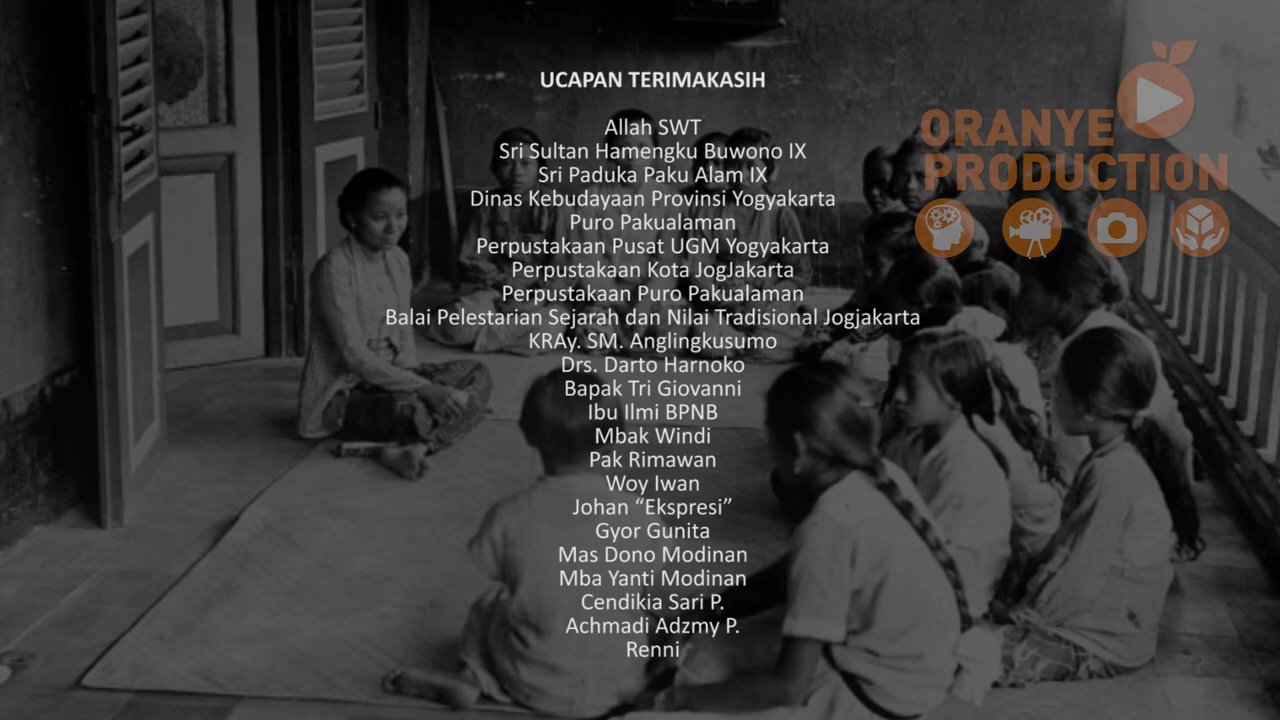 UCAPAN TERIMAKASIH
Allah SWT
Sri Sultan Hamengku Buwono IX
Sri Paduka Paku Alam IX
Dinas Kebudayaan Provinsi Yogyakarta
Puro Pakualaman
Perpustakaan Pusat UGM Yogyakarta
Perpustakaan Kota JogJakarta
Perpustakaan Puro Pakualaman
Balai Pelestarian Sejarah dan Nilai Tradisional Jogjakarta
KRAy. SM. Anglingkusumo
Drs. Darto Harnoko
Bapak Tri Giovanni
Ibu Ilmi BPNB
Mbak Windi
Pak Rimawan
Woy Iwan
Johan “Ekspresi”
Gyor Gunita
Mas Dono Modinan
Mba Yanti Modinan
Cendikia Sari P.
Achmadi Adzmy P.
Renni
ORANYE
PRODUCTION